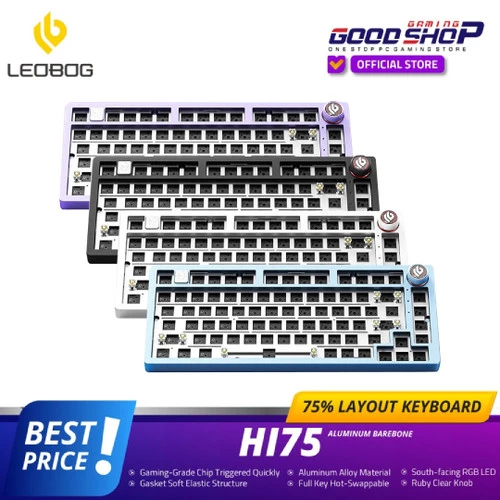 LEOBOG
GAMING
GOODSHOP
ONE STOP PC GAMING STORE
OFFICIAL STORE
75% LAYOUT KEYBOARD
BEST
PRICE!
HI75 ALUMINUM BAREBONE
Gaming-Grade Chip Triggered Quickly
Gasket Soft Elastic Structure
Aluminum Alloy Material
Full Key Hot-Swappable
South-facing RGB LED
Ruby Clear Knob